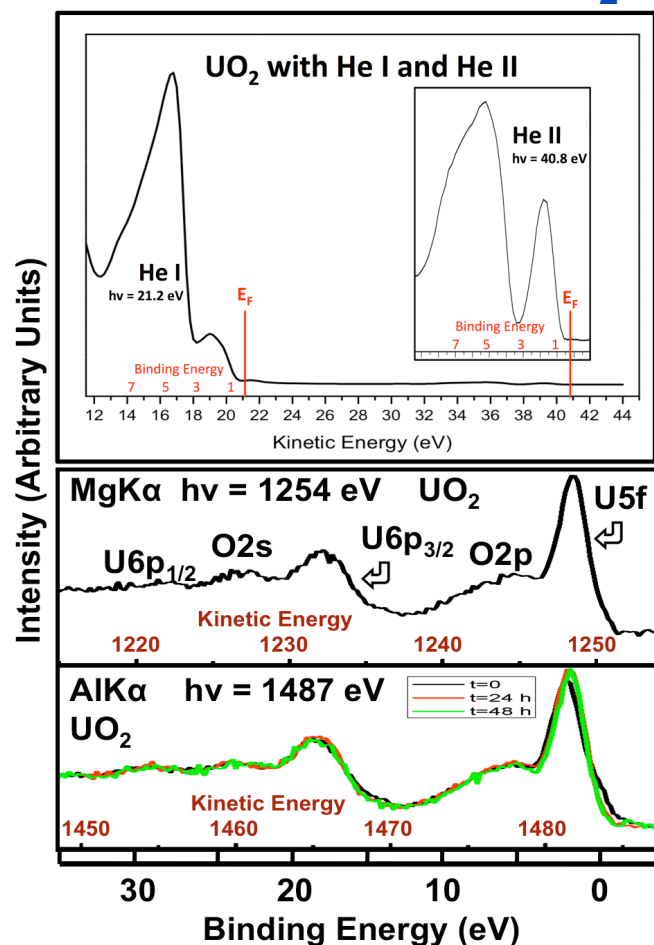 2
UO2 with He I and He II
He II
hν = 40.8 eV
He I
hν = 21.2 eV
EF
EF
Binding Energy
7 5 3 1
Binding Energy
7 5 3 1
12 14 16 18 20 22 24 26 28 30 32 34 36 38 40 42 44
Kinetic Energy (eV)
Intensity (Arbitrary Units)
MgKα hν = 1254 eV UO2
U5f
U6p1/2 O2s U6p3/2 O2p
Kinetic Energy
1220 1230 1240 1250
AlKα hν = 1487 eV
UO2
t=0
t=24 h
t=48 h
Kinetic Energy
1450 1460 1470 1480
30 20 10 0
Binding Energy (eV)